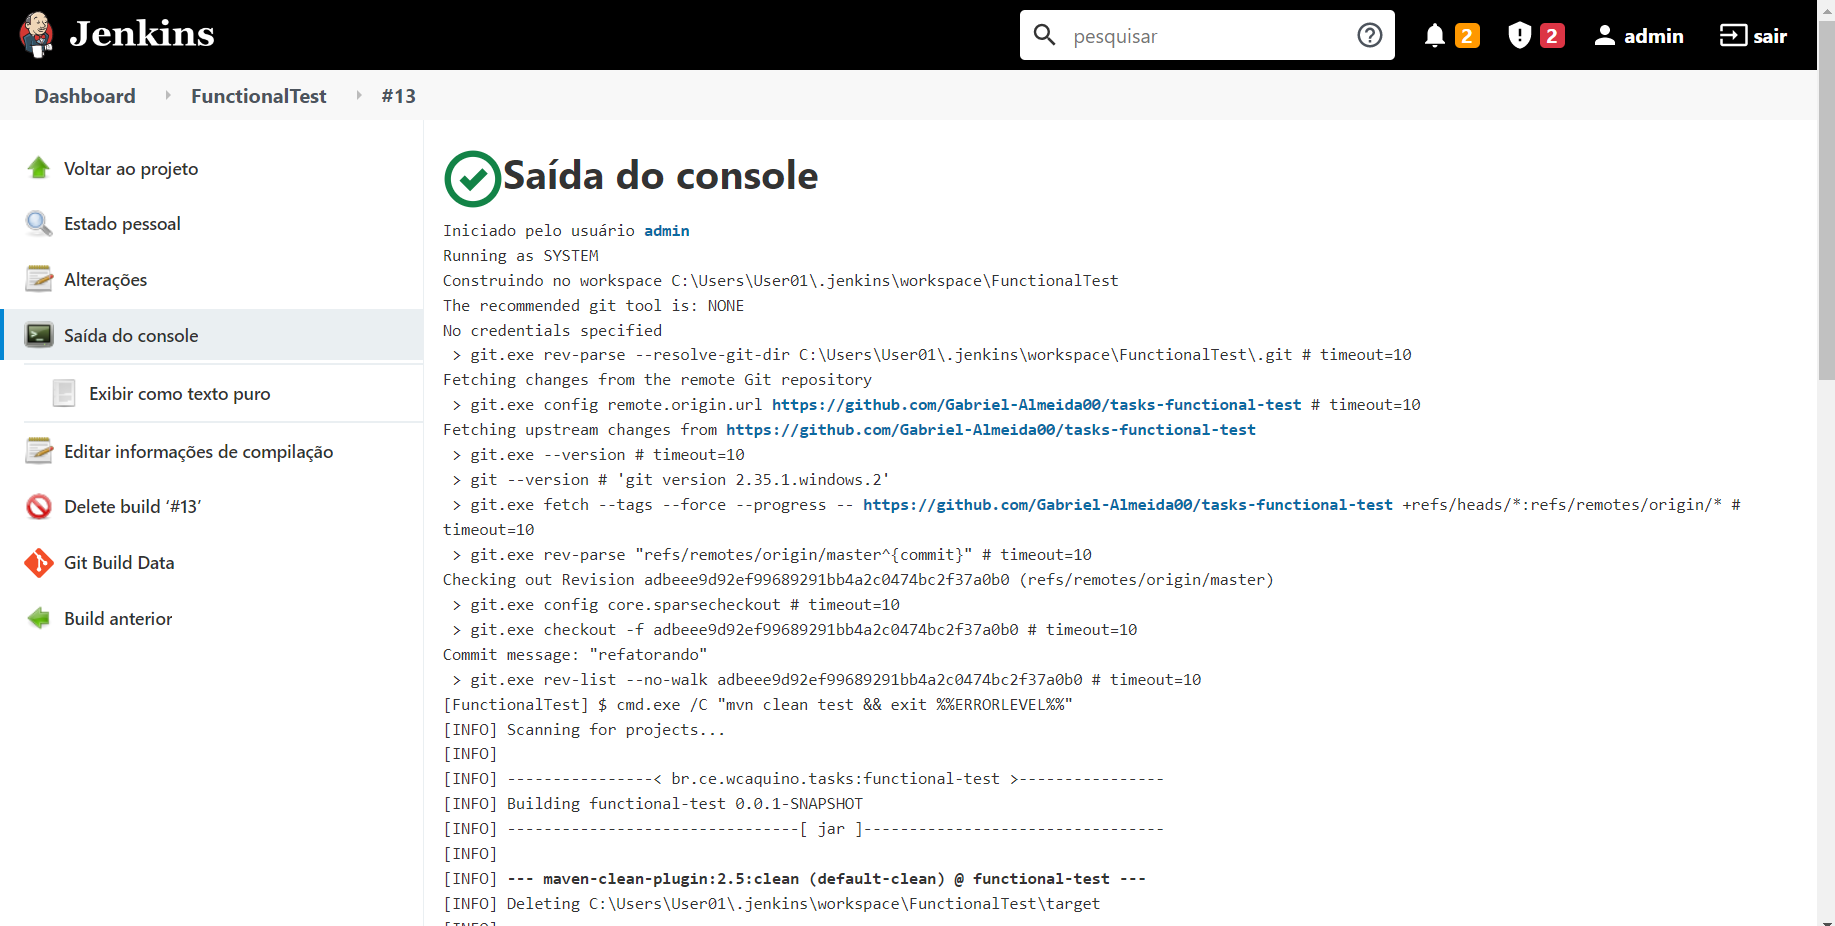 Jenkins
pesquisar
2
2
admin
sair
Dashboard
FunctionalTest
#13
Voltar ao projeto
Estado pessoal
Alterações
Saída do console
Exibir como texto puro
Editar informações de compilação
Delete build ‘#13’
Git Build Data
Build anterior
Saída do console
Iniciado pelo usuário admin
Running as SYSTEM
Construindo no workspace C:\Users\User01\.jenkins\workspace\FunctionalTest
The recommended git tool is: NONE
No credentials specified
> git.exe rev-parse --resolve-git-dir C:\Users\User01\.jenkins\workspace\FunctionalTest\.git # timeout=10
Fetching changes from the remote Git repository
> git.exe config remote.origin.url https://github.com/Gabriel-Almeida00/tasks-functional-test # timeout=10
Fetching upstream changes from https://github.com/Gabriel-Almeida00/tasks-functional-test
> git.exe --version # timeout=10
> git --version # 'git version 2.35.1.windows.2'
> git.exe fetch --tags --force --progress -- https://github.com/Gabriel-Almeida00/tasks-functional-test +refs/heads/*:refs/remotes/origin/* #
timeout=10
> git.exe rev-parse "refs/remotes/origin/master^{commit}" # timeout=10
Checking out Revision adbeee9d92ef99689291bb4a2c0474bc2f37a0b0 (refs/remotes/origin/master)
> git.exe config core.sparsecheckout # timeout=10
> git.exe checkout -f adbeee9d92ef99689291bb4a2c0474bc2f37a0b0 # timeout=10
Commit message: "refatorando"
> git.exe rev-list --no-walk adbeee9d92ef99689291bb4a2c0474bc2f37a0b0 # timeout=10
[FunctionalTest] $ cmd.exe /C "mvn clean test && exit %%ERRORLEVEL%%"
[INFO] Scanning for projects...
[INFO]
[INFO] ----------------< br.ce.wcaquino.tasks:functional-test >----------------
[INFO] Building functional-test 0.0.1-SNAPSHOT
[INFO] --------------------------------[ jar ]---------------------------------
[INFO]
[INFO] --- maven-clean-plugin:2.5:clean (default-clean) @ functional-test ---
[INFO] Deleting C:\Users\User01\.jenkins\workspace\FunctionalTest\target
[INFO]